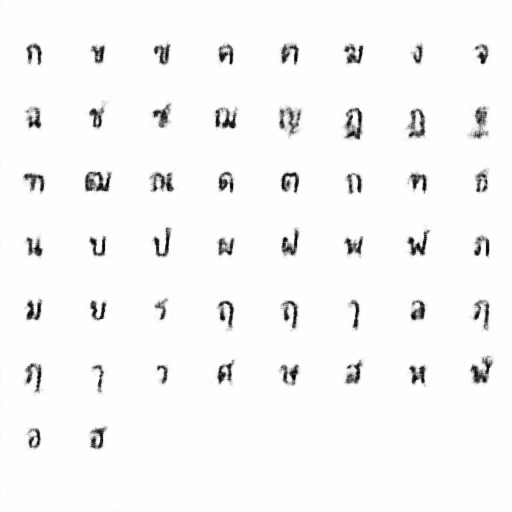 ก ข ฃ ค ฅ ฆ ง จ
ฉ ช ซ ฌ ญ ฎ ฏ ฐ
ฑ ฒ ณ ด ต ถ ท ธ
น บ ป ผ ฝ พ ฟ ภ
ม ย ร ฤ ฤ ๅ ล ฦ
ฦ ๅ ว ศ ษ ส ห ฬ
อ ฮ